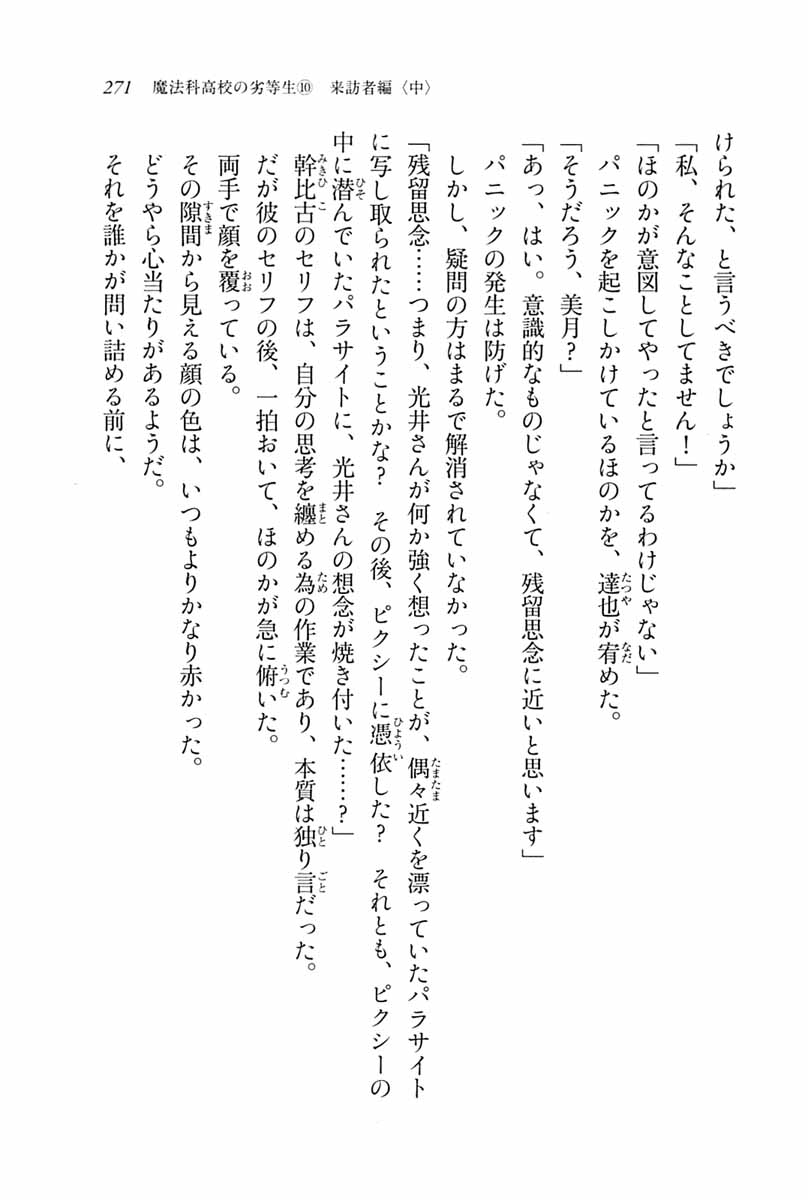 271　魔法科高校の劣等生⑩　来訪者編〈中〉
けられた、と言うべきでしょうか」
「私、そんなことしてません！」
「ほのかが意図してやったと言ってるわけじゃない」
パニックを起こしかけているほのかを、達也が宥めた。
「そうだろう、美月？」
「あっ、はい。意識的なものじゃなくて、残留思念に近いと思います」
パニックの発生は防げた。
しかし、疑問の方はまるで解消されていなかった。
「残留思念……つまり、光井さんが何か強く想ったことが、偶々近くを漂っていたパラサイト
に写し取られたということかな？　その後、ピクシーに憑依した？　それとも、ピクシーの
中に潜んでいたパラサイトに、光井さんの想念が焼き付いた……？」
幹比古のセリフは、自分の思考を纏める為の作業であり、本質は独り言だった。
だが彼のセリフの後、一拍おいて、ほのかが急に俯いた。
両手で顔を覆っている。
その隙間から見える顔の色は、いつもよりかなり赤かった。
どうやら心当たりがあるようだ。
それを誰かが問い詰める前に、